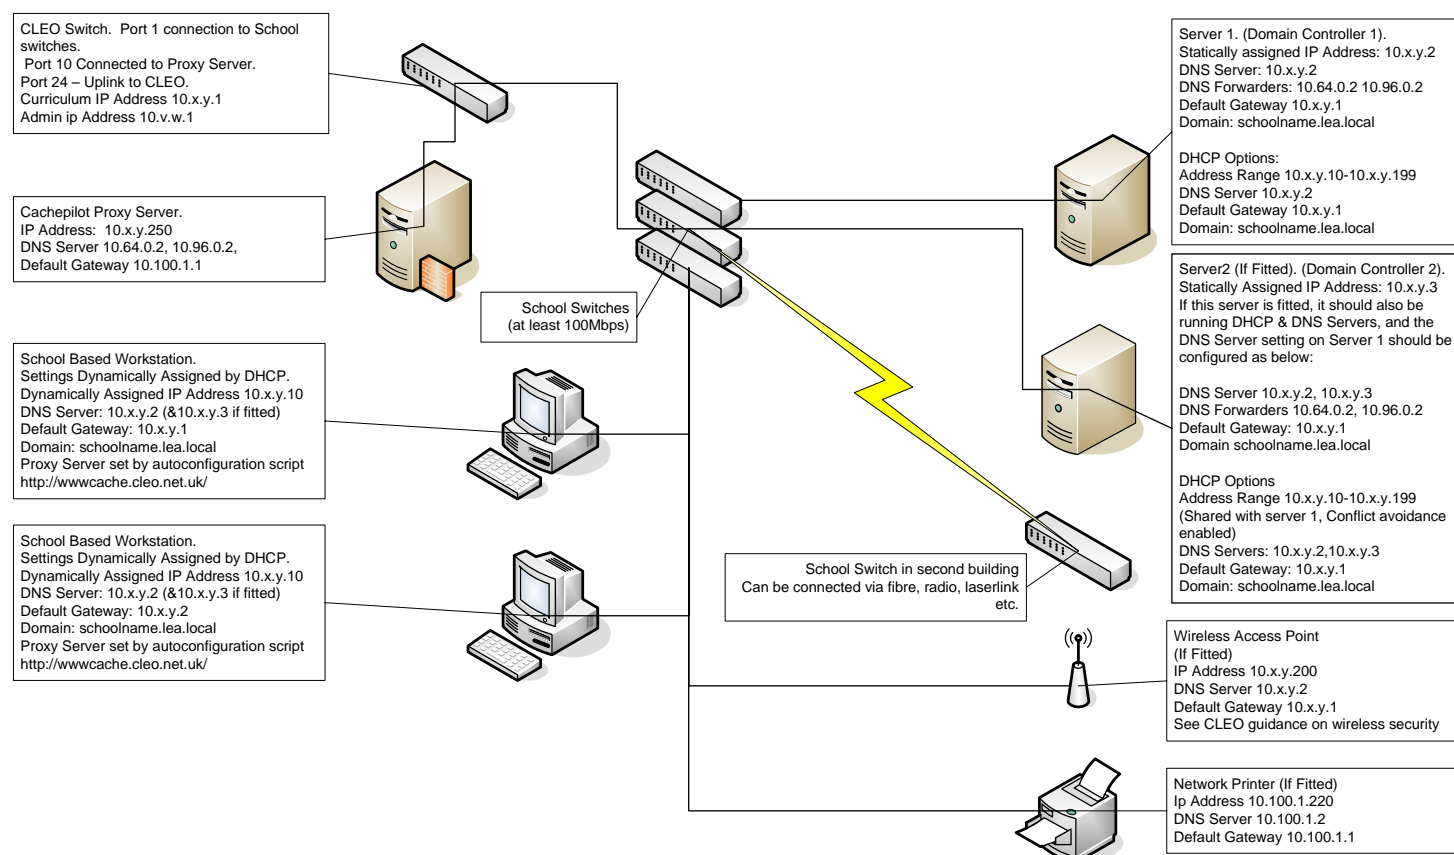 CLEO Switch.  Port 1 connection to School
switches.
Port 10 Connected to Proxy Server.
Port 24 – Uplink to CLEO.
Curriculum IP Address 10.x.y.1
Admin ip Address 10.v.w.1
Cachepilot Proxy Server.
IP Address:  10.x.y.250
DNS Server 10.64.0.2, 10.96.0.2,
Default Gateway 10.100.1.1
School Switches
(at least 100Mbps)
School Based Workstation.
Settings Dynamically Assigned by DHCP.
Dynamically Assigned IP Address 10.x.y.10
DNS Server: 10.x.y.2 (&10.x.y.3 if fitted)
Default Gateway: 10.x.y.1
Domain: schoolname.lea.local
Proxy Server set by autoconfiguration script
http://wwwcache.cleo.net.uk/
School Based Workstation.
Settings Dynamically Assigned by DHCP.
Dynamically Assigned IP Address 10.x.y.10
DNS Server: 10.x.y.2 (&10.x.y.3 if fitted)
Default Gateway: 10.x.y.2
Domain: schoolname.lea.local
Proxy Server set by autoconfiguration script
http://wwwcache.cleo.net.uk/
School Switch in second building
Can be connected via fibre, radio, laserlink
etc.
Server 1. (Domain Controller 1).
Statically assigned IP Address: 10.x.y.2
DNS Server: 10.x.y.2
DNS Forwarders: 10.64.0.2 10.96.0.2
Default Gateway 10.x.y.1
Domain: schoolname.lea.local
DHCP Options:
Address Range 10.x.y.10-10.x.y.199
DNS Server 10.x.y.2
Default Gateway 10.x.y.1
Domain: schoolname.lea.local
Server2 (If Fitted). (Domain Controller 2).
Statically Assigned IP Address: 10.x.y.3
If this server is fitted, it should also be
running DHCP & DNS Servers, and the
DNS Server setting on Server 1 should be
configured as below:
DNS Server 10.x.y.2, 10.x.y.3
DNS Forwarders 10.64.0.2, 10.96.0.2
Default Gateway: 10.x.y.1
Domain schoolname.lea.local
DHCP Options
Address Range 10.x.y.10-10.x.y.199
(Shared with server 1, Conflict avoidance
enabled)
DNS Servers: 10.x.y.2,10.x.y.3
Default Gateway: 10.x.y.1
Domain: schoolname.lea.local
Wireless Access Point
(If Fitted)
IP Address 10.x.y.200
DNS Server 10.x.y.2
Default Gateway 10.x.y.1
See CLEO guidance on wireless security
Network Printer (If Fitted)
Ip Address 10.100.1.220
DNS Server 10.100.1.2
Default Gateway 10.100.1.1